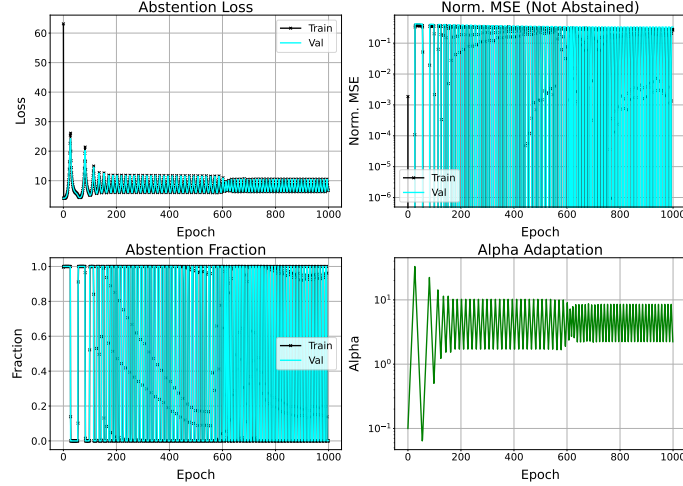 Abstention Loss
Loss
60
50
40
30
20
10
0 200 400 600 800 1000
Epoch
Train
Val
Norm. MSE (Not Abstained)
Norm. MSE
10⁻¹
10⁻²
10⁻³
10⁻⁴
10⁻⁵
10⁻⁶
0 200 400 600 800 1000
Epoch
Train
Val
Abstention Fraction
Fraction
1.0
0.8
0.6
0.4
0.2
0.0
0 200 400 600 800 1000
Epoch
Train
Val
Alpha Adaptation
Alpha
10¹
10⁰
10⁻¹
0 200 400 600 800 1000
Epoch